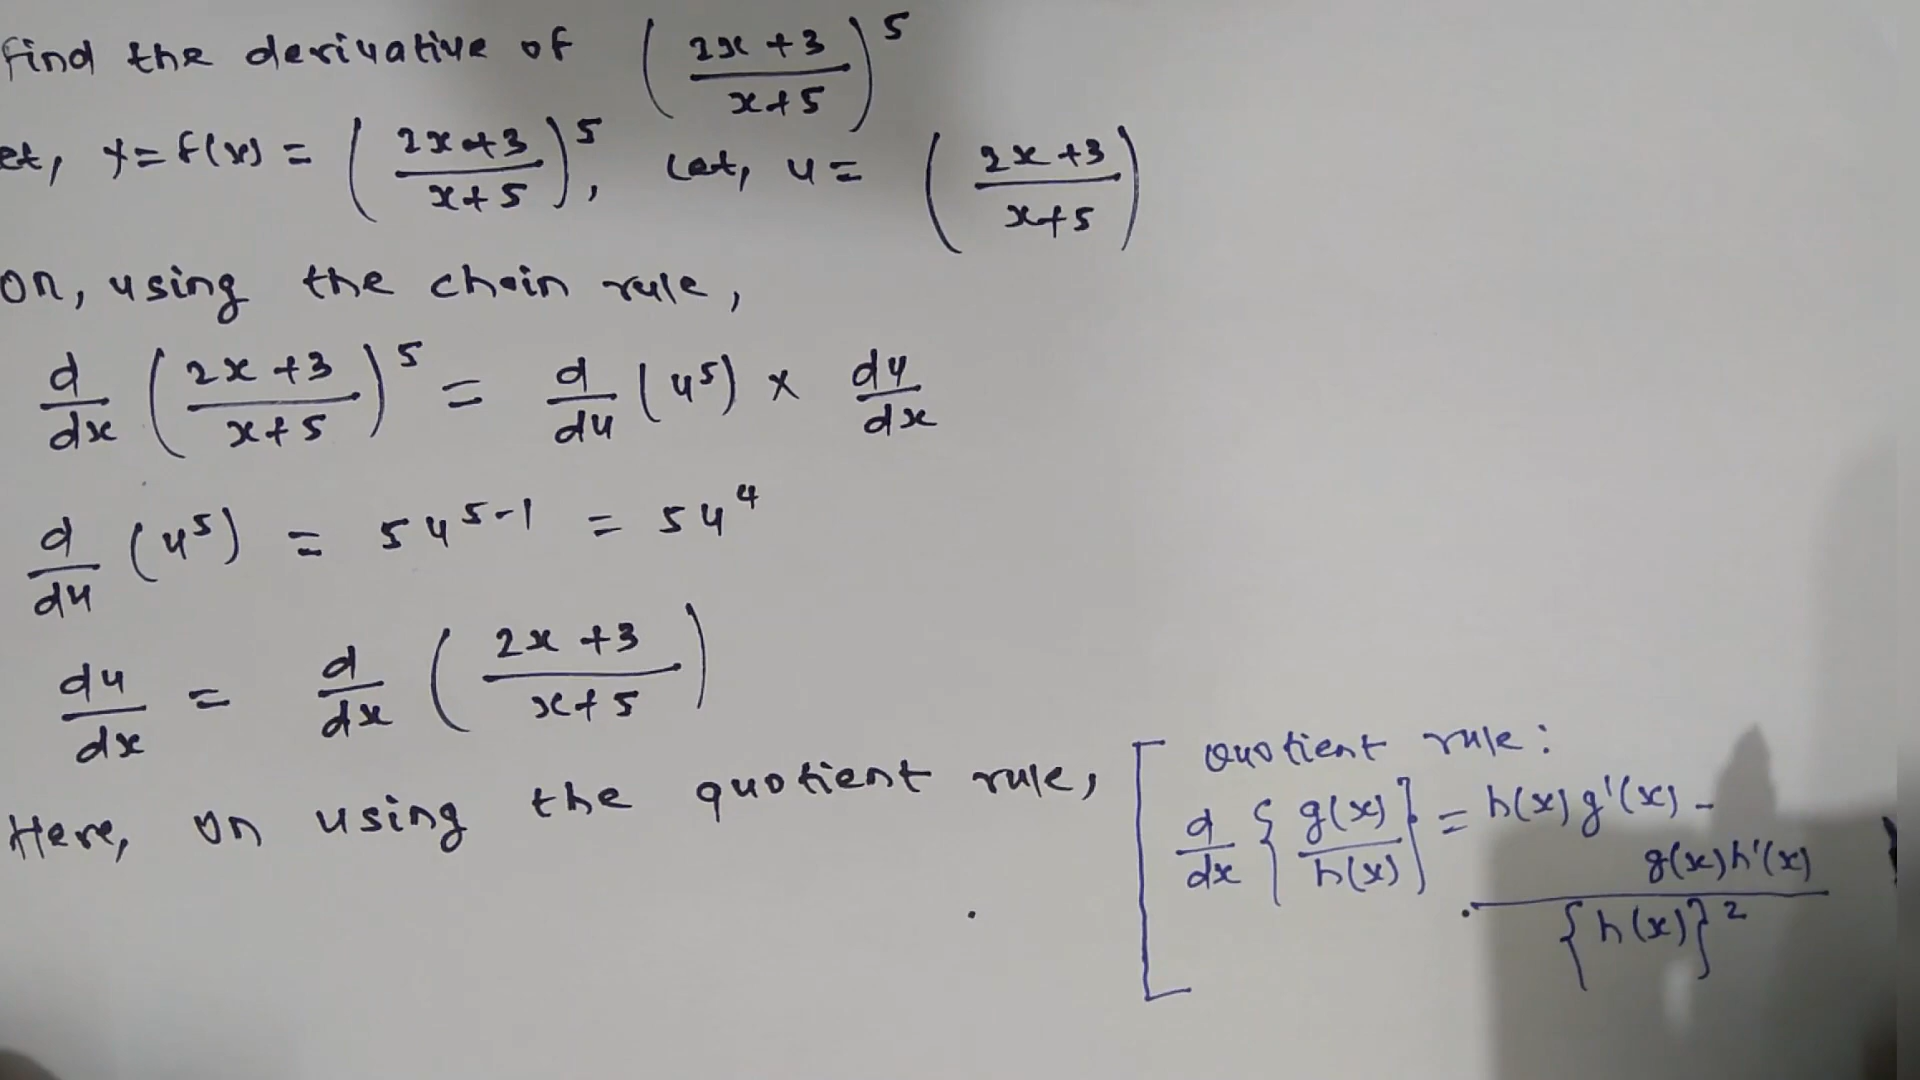 find the derivative of (2x+3/x+5)^5
et, y=f(x) = (2x+3/x+5)^5, Let, u = (2x+3/x+5)
on, using the chain rule,
d/dx (2x+3/x+5)^5 = d/du (u^5) × du/dx
d/du (u^5) = 5u^5-1 = 5u^4
du/dx = d/dx (2x+3/x+5)
Here, on using the quotient rule,
[Quotient rule:
d/dx {g(x)/h(x)} = h(x)g'(x) -
g(x)h'(x)
/{h(x)}^2